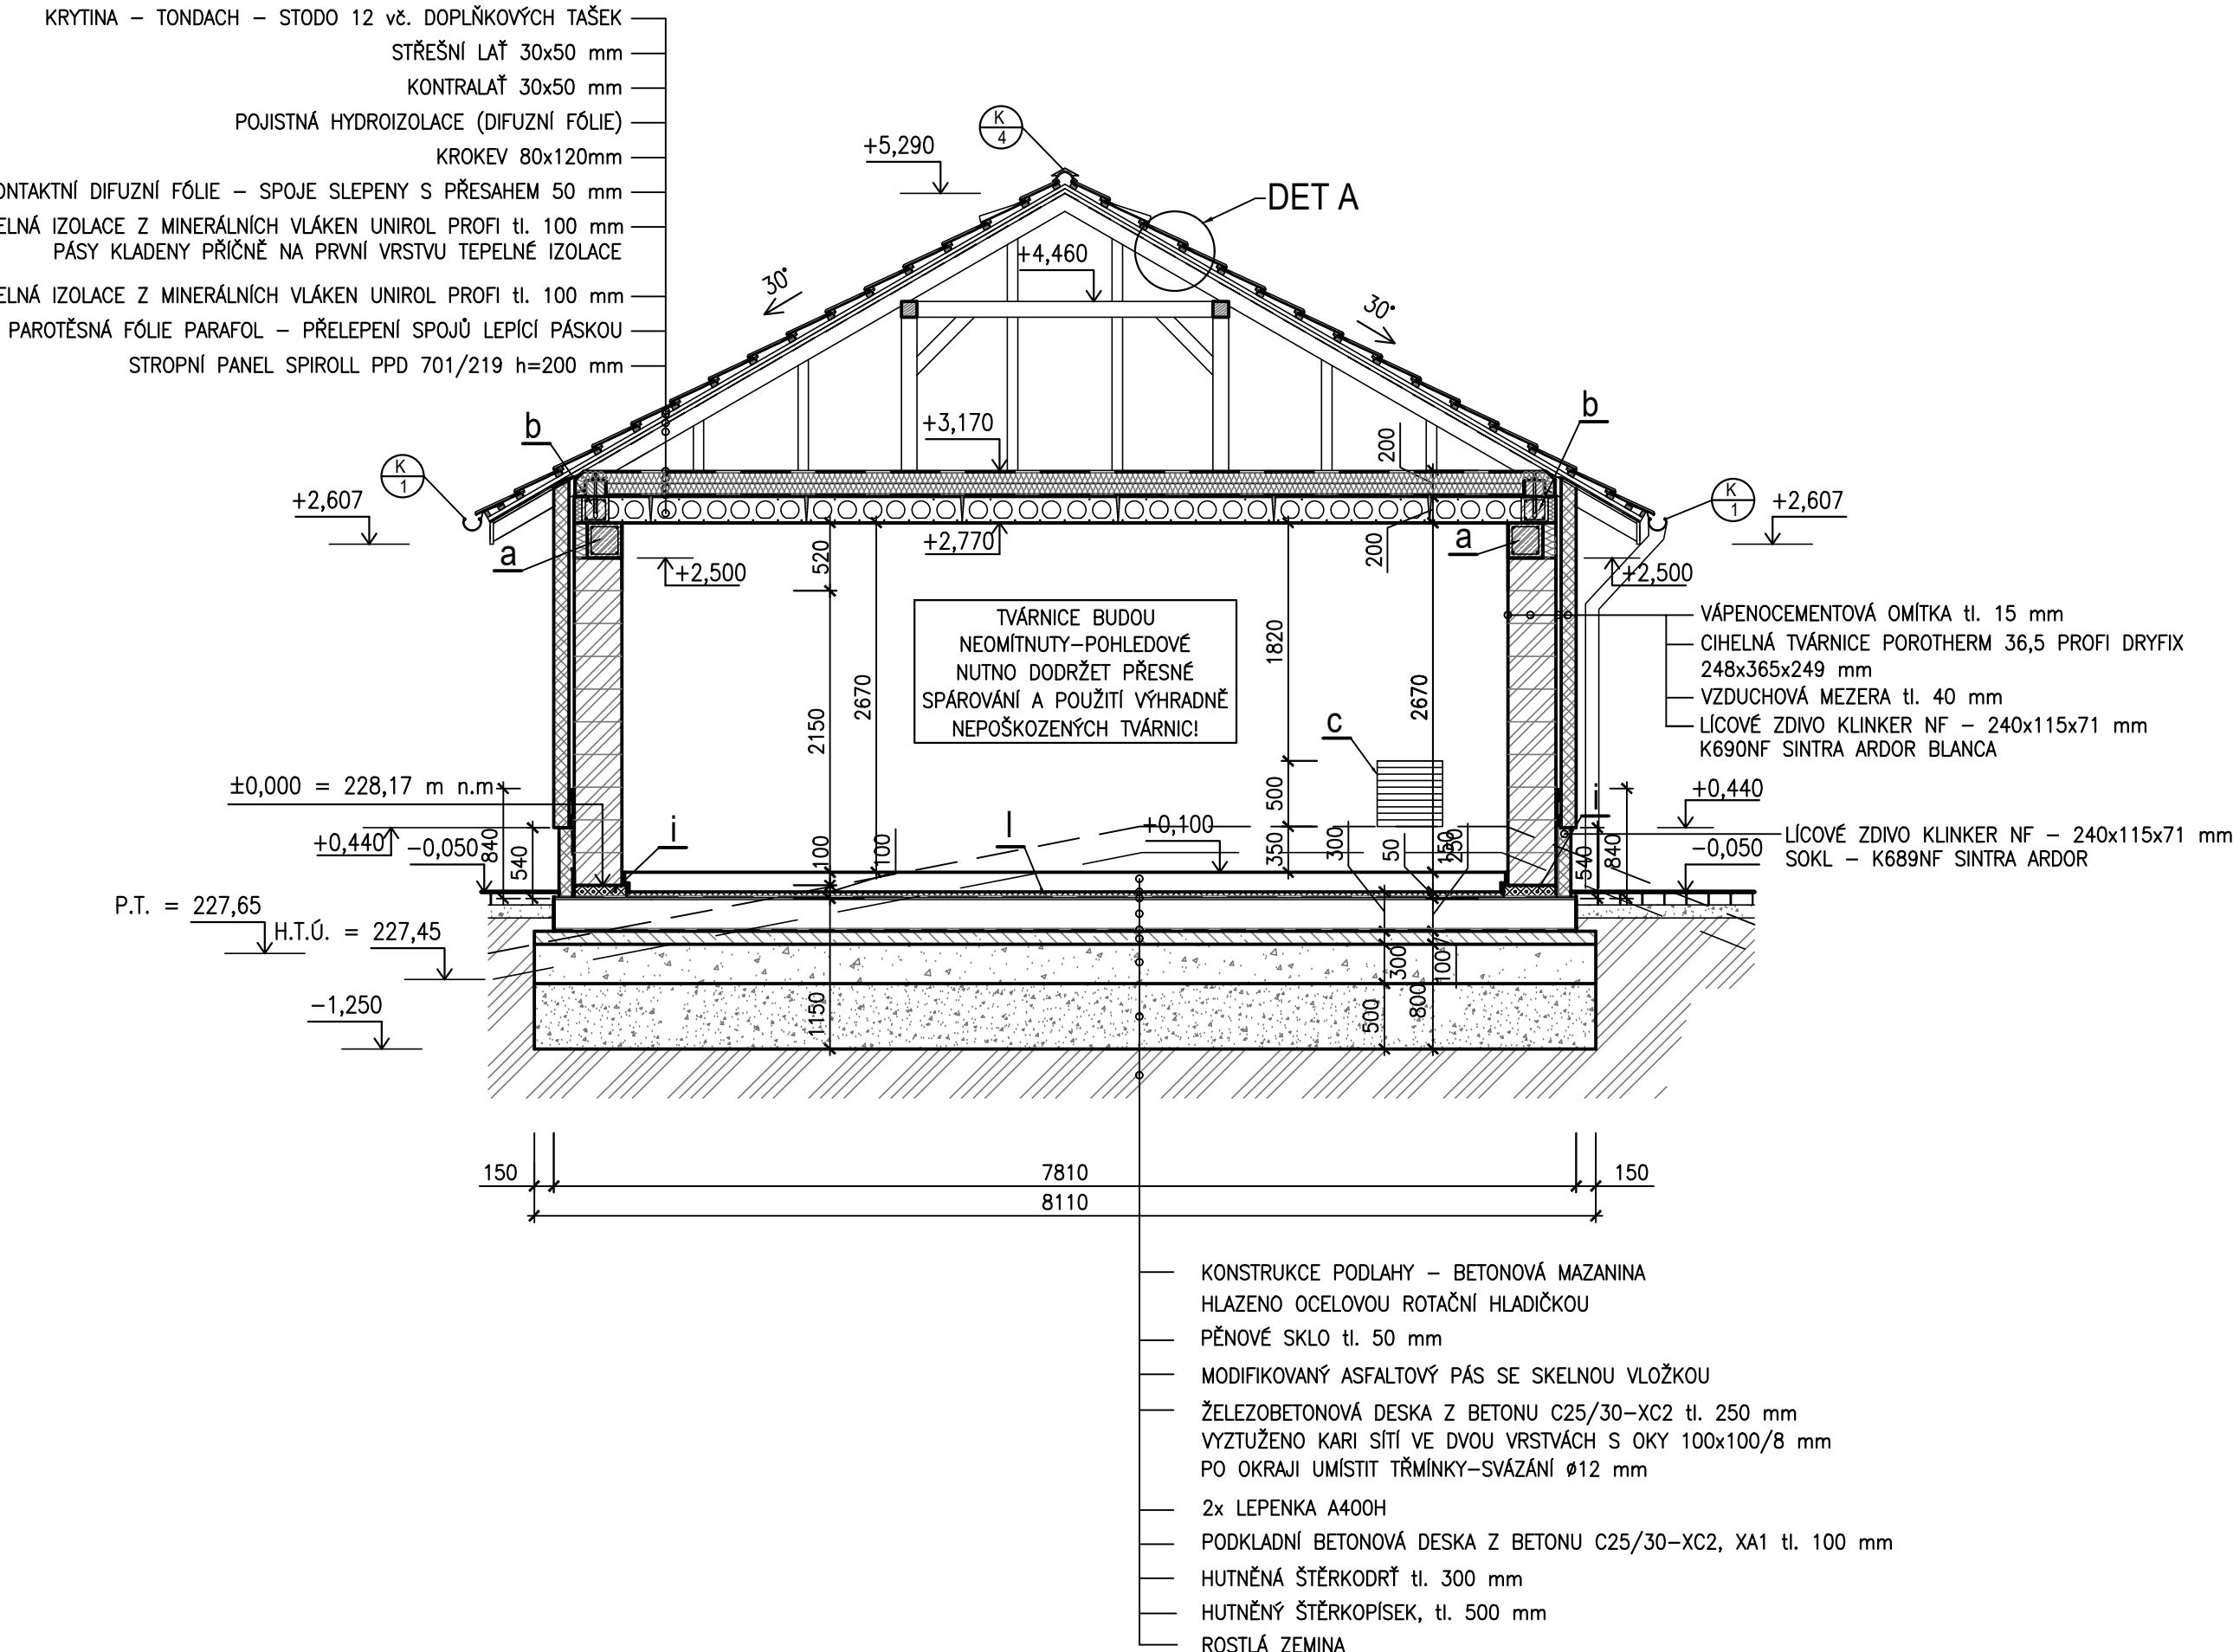 KRYTINA – TONDACH – STODO 12 vč. DOPLŇKOVÝCH TAŠEK
STŘEŠNÍ LAŤ 30x50 mm
KONTRALAŤ 30x50 mm
POJISTNÁ HYDROIZOLACE (DIFUZNÍ FÓLIE)
KROKEV 80x120mm
DIFUZNÍ FÓLIE – SPOJE SLEPENY S PŘESAHEM 50 mm
IZOLACE Z MINERÁLNÍCH VLÁKEN UNIROL PROFI tl. 100 mm
PÁSY KLADENY PŘÍČNĚ NA PRVNÍ VRSTVU TEPELNÉ IZOLACE
IZOLACE Z MINERÁLNÍCH VLÁKEN UNIROL PROFI tl. 100 mm
PAROTĚSNÁ FÓLIE PARAFOL – PŘELEPENÍ SPOJŮ LEPÍCÍ PÁSKOU
STROPNÍ PANEL SPIROLL PPD 701/219 h=200 mm
K
4
+5,290
DET A
+4,460
30°
30°
b
b
+3,170
200
K
1
K
1
+2,607
+2,607
a
a
+2,770
200
520
+2,500
+2,500
TVÁRNICE BUDOU
NEOMÍTNUTY–POHLEDOVÉ
NUTNO DODRŽET PŘESNÉ
SPÁROVÁNÍ A POUŽITÍ VÝHRADNĚ
NEPOŠKOZENÝCH TVÁRNIC!
2150
2670
1820
2670
VÁPENOCEMENTOVÁ OMÍTKA tl. 15 mm
CIHELNÁ TVÁRNICE POROTHERM 36,5 PROFI DRYFIX
248x365x249 mm
VZDUCHOVÁ MEZERA tl. 40 mm
LÍCOVÉ ZDIVO KLINKER NF – 240x115x71 mm
K690NF SINTRA ARDOR BLANCA
c
±0,000 = 228,17 m n.m
500
+0,440
i
+0,440
–0,050
840
540
i
l
100
100
+0,100
350
300
50
150
250
540
840
–0,050
LÍCOVÉ ZDIVO KLINKER NF – 240x115x71 mm
SOKL – K689NF SINTRA ARDOR
P.T. = 227,65
H.T.Ú. = 227,45
300
100
–1,250
1150
500
800
150
7810
150
8110
KONSTRUKCE PODLAHY – BETONOVÁ MAZANINA
HLAZENO OCELOVOU ROTAČNÍ HLADIČKOU
PĚNOVÉ SKLO tl. 50 mm
MODIFIKOVANÝ ASFALTOVÝ PÁS SE SKELNOU VLOŽKOU
ŽELEZOBETONOVÁ DESKA Z BETONU C25/30–XC2 tl. 250 mm
VYZTUŽENO KARI SÍTÍ VE DVOU VRSTVÁCH S OKY 100x100/8 mm
PO OKRAJI UMÍSTIT TŘMÍNKY–SVÁZÁNÍ ø12 mm
2x LEPENKA A400H
PODKLADNÍ BETONOVÁ DESKA Z BETONU C25/30–XC2, XA1 tl. 100 mm
HUTNĚNÁ ŠTĚRKODRŤ tl. 300 mm
HUTNĚNÝ ŠTĚRKOPÍSEK, tl. 500 mm
ROSTLÁ ZEMINA